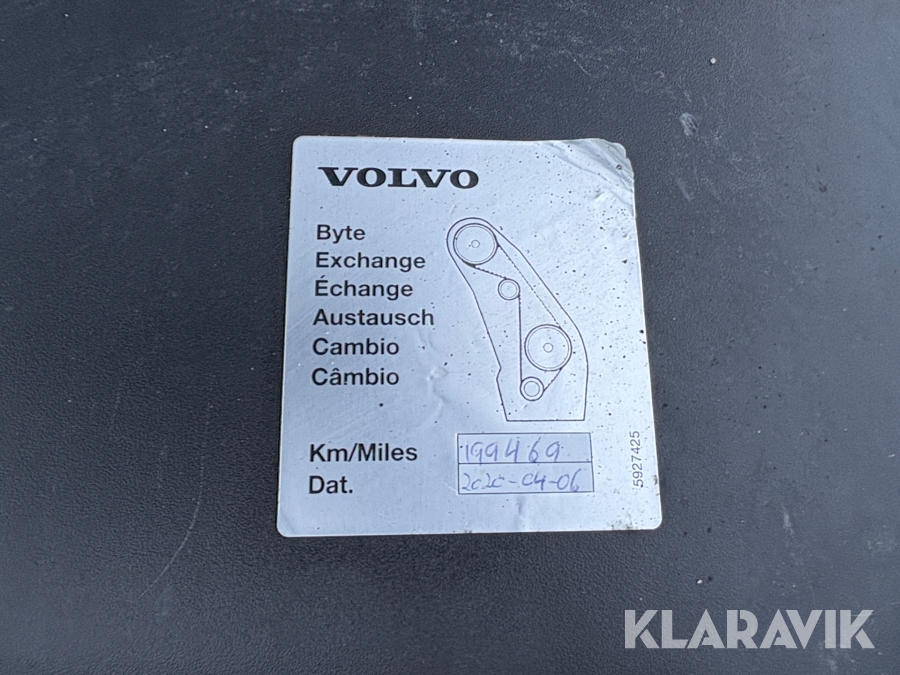 VOLVO
Byte
Exchange
Échange
Austausch
Cambio
Câmbio
Km/Miles 199469
Dat. 2020-04-06
5927425
KLARAVIK